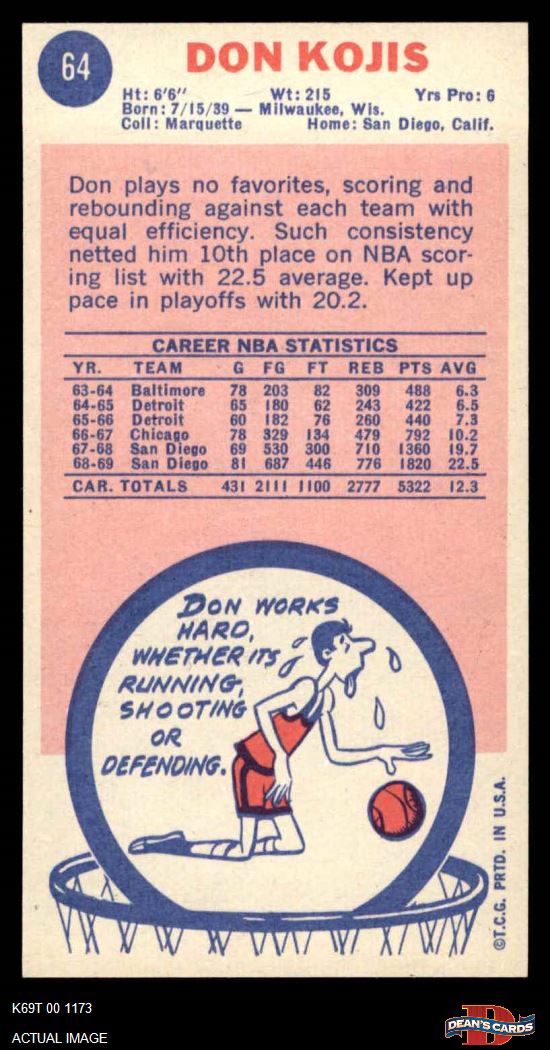 64
DON KOJIS
Ht: 6'6" Wt: 215 Yrs Pro: 6
Born: 7/15/39 — Milwaukee, Wis.
Coll: Marquette Home: San Diego, Calif.
Don plays no favorites, scoring and
rebounding against each team with
equal efficiency. Such consistency
netted him 10th place on NBA scor-
ing list with 22.5 average. Kept up
pace in playoffs with 20.2.
CAREER NBA STATISTICS
YR. TEAM G FG FT REB PTS AVG
63-64 Baltimore 78 203 82 309 488 6.3
64-65 Detroit 65 180 62 243 422 6.5
65-66 Detroit 60 182 76 260 440 7.3
66-67 Chicago 78 329 134 479 792 10.2
67-68 San Diego 69 530 300 710 1360 19.7
68-69 San Diego 81 687 446 776 1820 22.5
CAR. TOTALS 431 2111 1100 2777 5322 12.3
DON WORKS
HARD,
WHETHER ITS
RUNNING,
SHOOTING
OR
DEFENDING.
©T.C.G. PRTD. IN U.S.A.
K69T 00 1173
ACTUAL IMAGE
D
DEAN'S CARDS